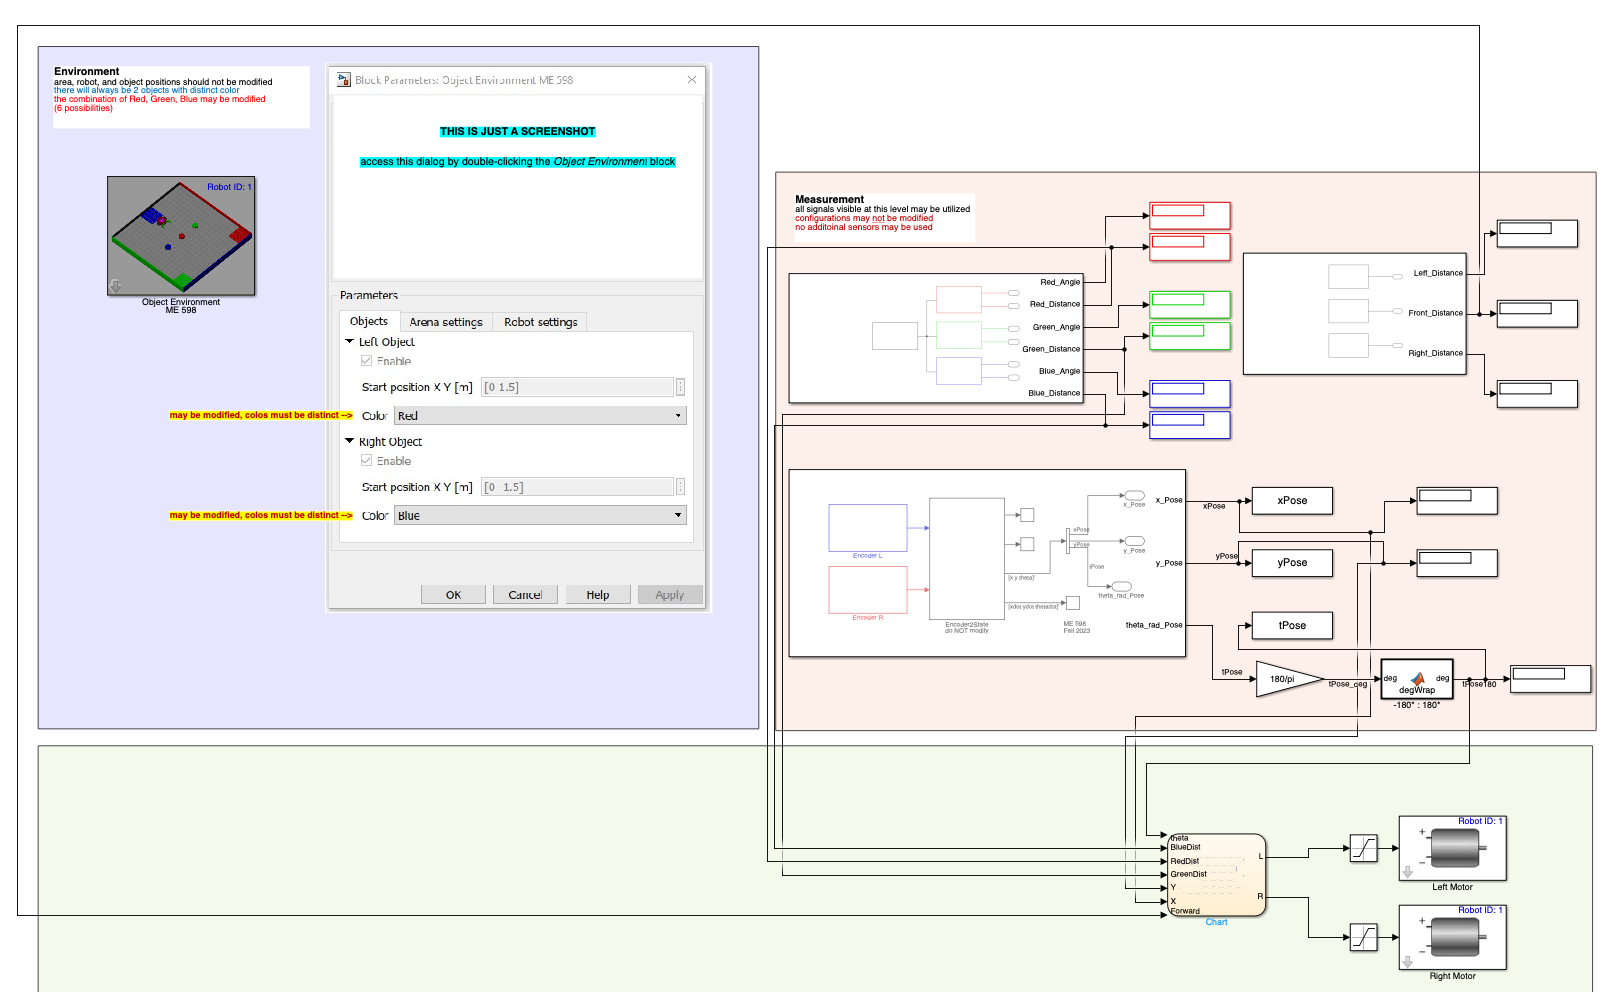 Environment
area, robot, and object positions should not be modified
there will always be 2 objects with distinct color
the combination of Red, Green, Blue may be modified
(6 possibilities)
Robot ID: 1
Object Environment
ME 598
Block Parameters: Object Environment ME 598
THIS IS JUST A SCREENSHOT
access this dialog by double-clicking the Object Environment block
Parameters
Objects
Arena settings
Robot settings
Left Object
Enable
Start position X Y [m]
[0 1.5]
may be modified, colos must be distinct -->
Color
Red
Right Object
Enable
Start position X Y [m]
[0 -1.5]
may be modified, colos must be distinct -->
Color
Blue
OK
Cancel
Help
Apply
Measurement
all signals visible at this level may be utilized
configurations may not be modified
no additoinal sensors may be used
Red_Angle
Red_Distance
Green_Angle
Green_Distance
Blue_Angle
Blue_Distance
Left_Distance
Front_Distance
Right_Distance
Encoder L
Encoder R
Encoder2State
do NOT modify
[x y theta]'
[xdot ydot thetadot]'
xPose
yPose
tPose
x_Pose
y_Pose
theta_rad_Pose
ME 598
Fall 2023
x_Pose
y_Pose
theta_rad_Pose
xPose
xPose
yPose
yPose
tPose
tPose
180/pi
tPose_deg
deg
deg
degWrap
-180° : 180°
tPose180
theta
BlueDist
RedDist
GreenDist
Y
X
Forward
L
R
Chart
Robot ID: 1
Left Motor
Robot ID: 1
Right Motor